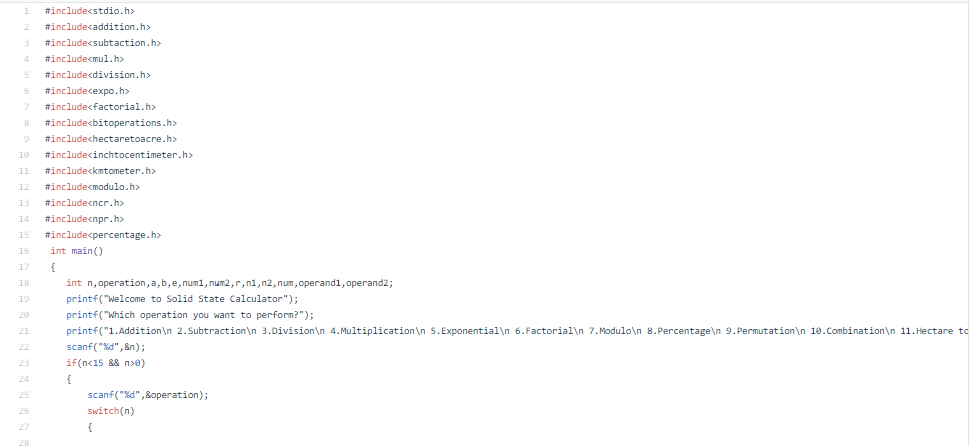 1 #include<stdio.h>
2 #include<addition.h>
3 #include<subtaction.h>
4 #include<mul.h>
5 #include<division.h>
6 #include<expo.h>
7 #include<factorial.h>
8 #include<bitoperations.h>
9 #include<hectaretoacre.h>
10 #include<inchtocentimeter.h>
11 #include<kmtometer.h>
12 #include<modulo.h>
13 #include<ncr.h>
14 #include<npr.h>
15 #include<percentage.h>
16 int main()
17 {
18 int n,operation,a,b,e,num1,num2,r,n1,n2,num,operand1,operand2;
19 printf("Welcome to Solid State Calculator");
20 printf("Which operation you want to perform?");
21 printf("1.Addition\n 2.Subtraction\n 3.Division\n 4.Multiplication\n 5.Exponential\n 6.Factorial\n 7.Modulo\n 8.Percentage\n 9.Permutation\n 10.Combination\n 11.Hectare to
22 scanf("%d",&n);
23 if(n<15 && n>0)
24 {
25 scanf("%d",&operation);
26 switch(n)
27 {
28